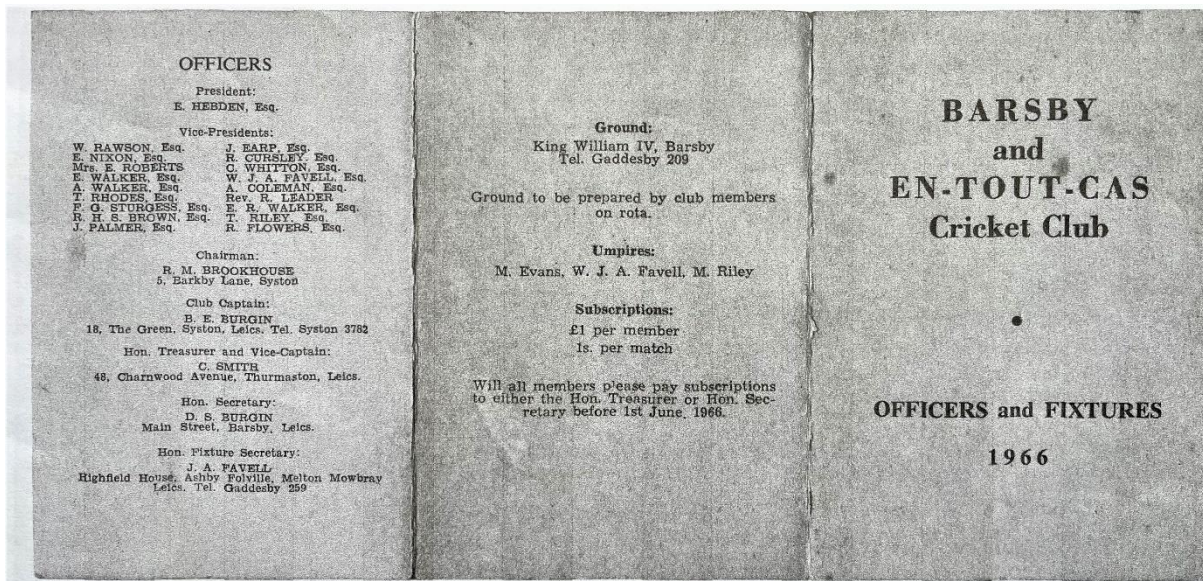 OFFICERS
President:
E. HEBDEN, Esq.
Vice-Presidents:
W. RAWSON, Esq.
E. NIXON, Esq.
Mrs. E. ROBERTS
E. WALKER, Esq.
A. WALKER, Esq.
T. RHODES, Esq.
F. G. STURGESS, Esq.
R. H. S. BROWN, Esq.
J. PALMER, Esq.
J. EARP, Esq.
R. CURSLEY, Esq.
C. WHITTON, Esq.
W. J. A. FAVELL, Esq.
A. COLEMAN, Esq.
Rev. R. LEADER
E. R. WALKER, Esq.
T. RILEY, Esq.
R. FLOWERS, Esq.
Chairman:
R. M. BROOKHOUSE
5, Barkby Lane, Syston
Club Captain:
B. E. BURGIN
18, The Green, Syston, Leics. Tel. Syston 3782
Hon. Treasurer and Vice-Captain:
C. SMITH
48, Charnwood Avenue, Thurmaston, Leics.
Hon. Secretary:
D. S. BURGIN
Main Street, Barsby, Leics.
Hon. Fixture Secretary:
J. A. FAVELL
Highfield House, Ashby Folville, Melton Mowbray
Leics. Tel. Gaddesby 259
Ground:
King William IV, Barsby
Tel. Gaddesby 209
Ground to be prepared by club members
on rota.
Umpires:
M. Evans, W. J. A. Favell, M. Riley
Subscriptions:
£1 per member
1s. per match
Will all members please pay subscriptions
to either the Hon. Treasurer or Hon. Sec-
retary before 1st June, 1966.
BARSBY
and
EN-TOUT-CAS
Cricket Club
OFFICERS and FIXTURES
1966